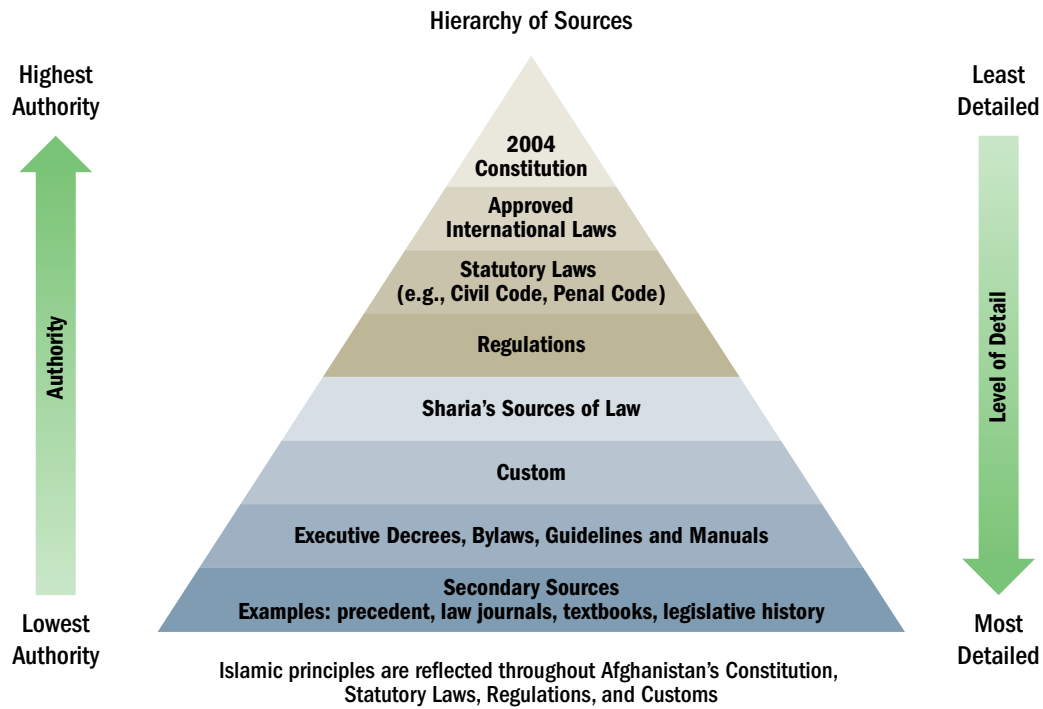 Hierarchy of Sources
Highest
Authority
Least
Detailed
2004
Constitution
Approved
International Laws
Statutory Laws
(e.g., Civil Code, Penal Code)
Regulations
Authority
Level of Detail
Sharia’s Sources of Law
Custom
Executive Decrees, Bylaws, Guidelines and Manuals
Secondary Sources
Examples: precedent, law journals, textbooks, legislative history
Lowest
Authority
Most
Detailed
Islamic principles are reflected throughout Afghanistan’s Constitution,
Statutory Laws, Regulations, and Customs